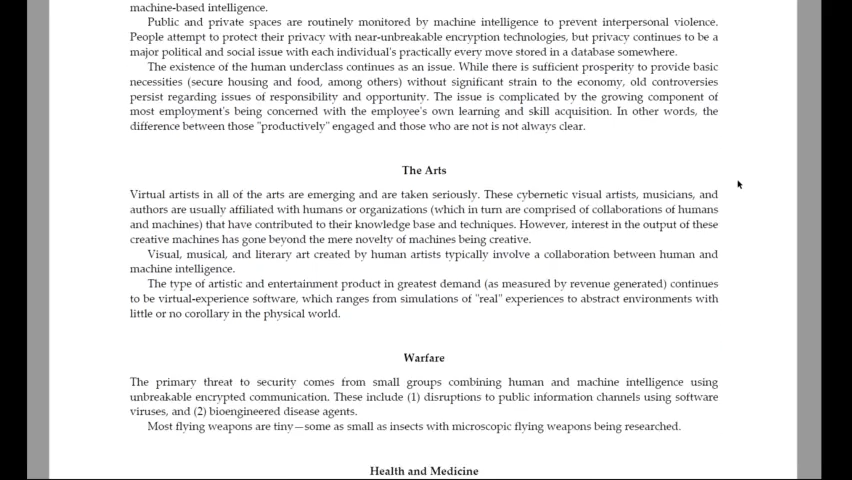 machine-based intelligence.
Public and private spaces are routinely monitored by machine intelligence to prevent interpersonal violence.
People attempt to protect their privacy with near-unbreakable encryption technologies, but privacy continues to be a
major political and social issue with each individual's practically every move stored in a database somewhere.
The existence of the human underclass continues as an issue. While there is sufficient prosperity to provide basic
necessities (secure housing and food, among others) without significant strain to the economy, old controversies
persist regarding issues of responsibility and opportunity. The issue is complicated by the growing component of
most employment's being concerned with the employee's own learning and skill acquisition. In other words, the
difference between those "productively" engaged and those who are not is not always clear.
The Arts
Virtual artists in all of the arts are emerging and are taken seriously. These cybernetic visual artists, musicians, and
authors are usually affiliated with humans or organizations (which in turn are comprised of collaborations of humans
and machines) that have contributed to their knowledge base and techniques. However, interest in the output of these
creative machines has gone beyond the mere novelty of machines being creative.
Visual, musical, and literary art created by human artists typically involve a collaboration between human and
machine intelligence.
The type of artistic and entertainment product in greatest demand (as measured by revenue generated) continues
to be virtual-experience software, which ranges from simulations of "real" experiences to abstract environments with
little or no corollary in the physical world.
Warfare
The primary threat to security comes from small groups combining human and machine intelligence using
unbreakable encrypted communication. These include (1) disruptions to public information channels using software
viruses, and (2) bioengineered disease agents.
Most flying weapons are tiny—some as small as insects with microscopic flying weapons being researched.
Health and Medicine